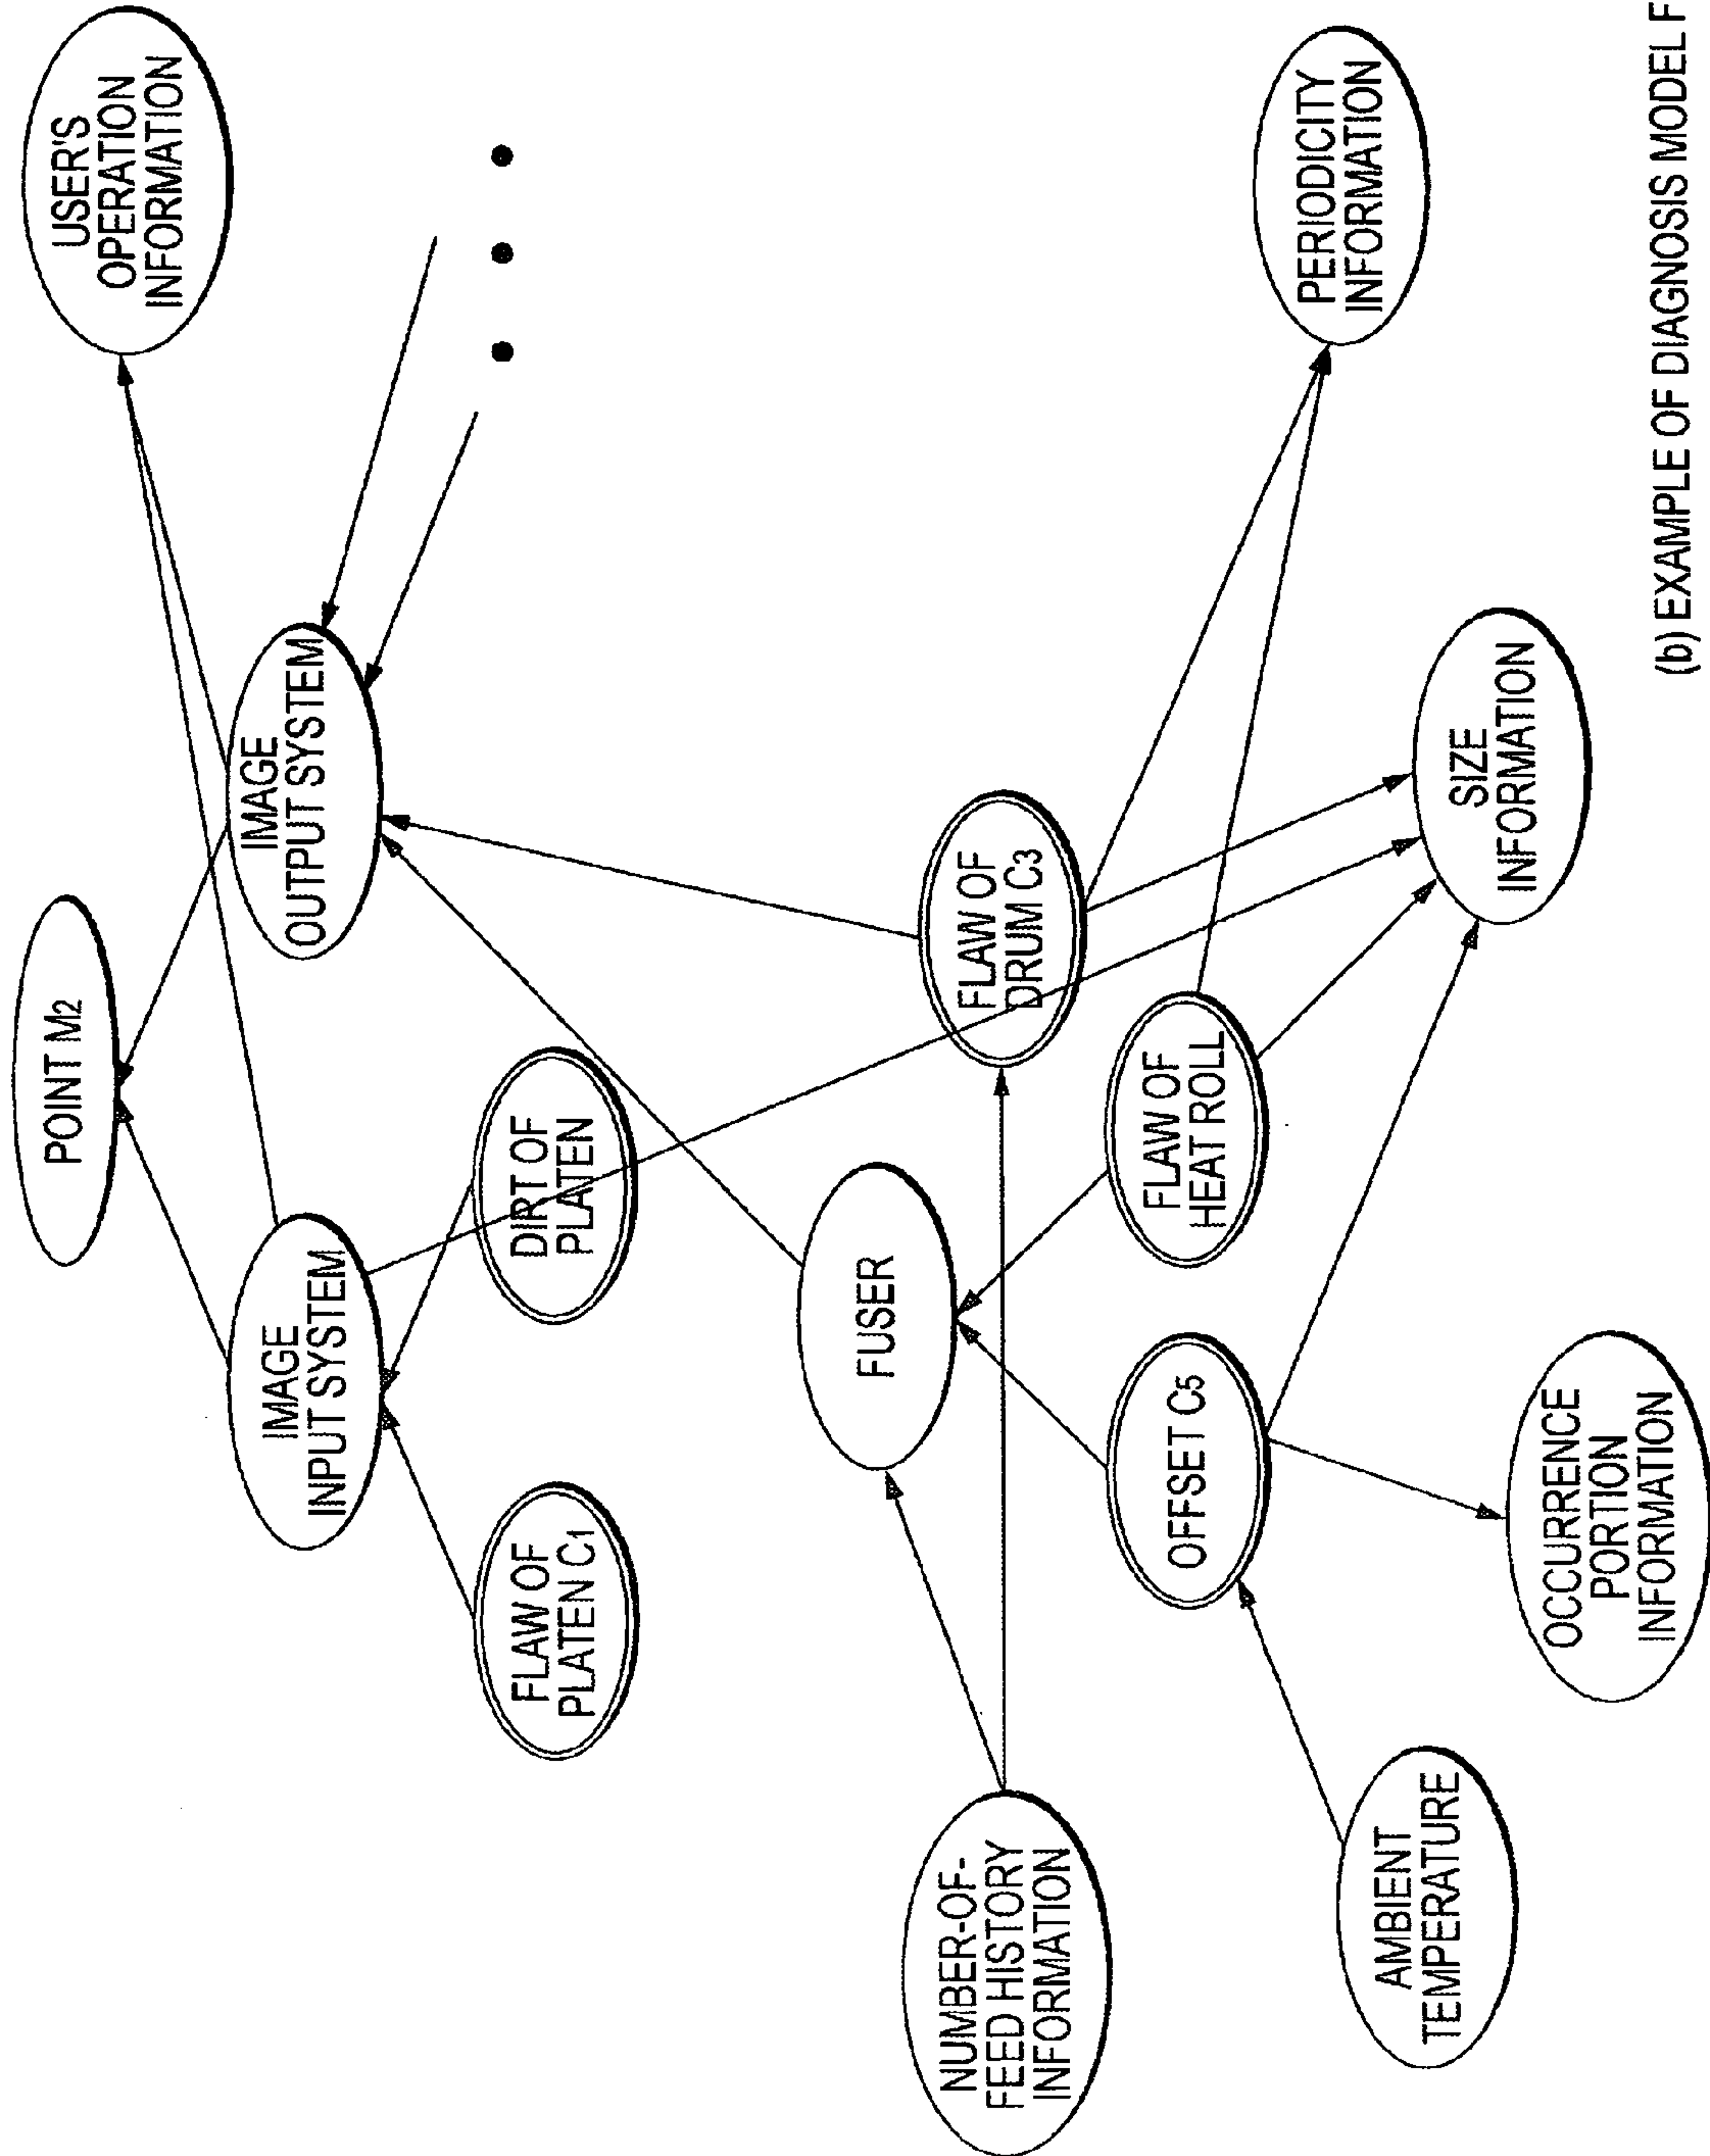 POINT M2
USER'S
OPERATION
INFORMATION
IMAGE
INPUT SYSTEM
IMAGE
OUTPUT SYSTEM
FLAW OF
PLATEN C1
DIRT OF
PLATEN
FUSER
NUMBER-OF-
FEED HISTORY
INFORMATION
FLAW OF
DRUM C3
OFFSET C5
FLAW OF
HEAT ROLL
AMBIENT
TEMPERATURE
PERIODICITY
INFORMATION
OCCURRENCE
PORTION
INFORMATION
SIZE
INFORMATION
(b) EXAMPLE OF DIAGNOSIS MODEL F